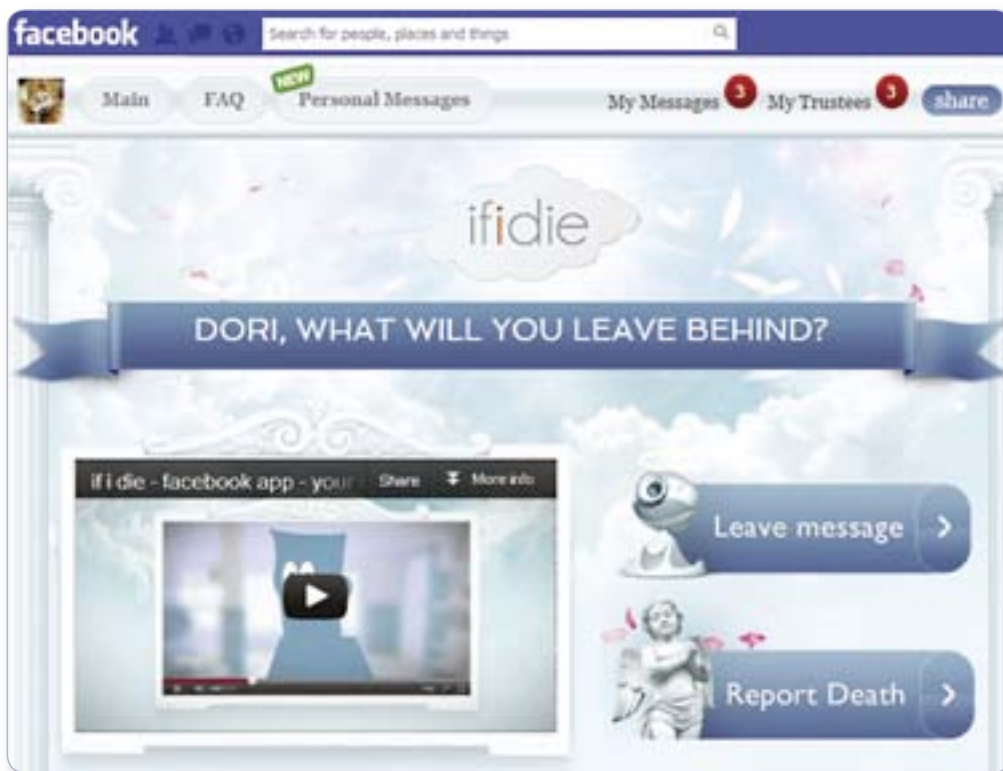 facebook
Search for people, places and things
Main FAQ NEW Personal Messages My Messages 3 My Trustees 3 share
ifidie
DORI, WHAT WILL YOU LEAVE BEHIND?
if i die - facebook app - your Share More info
Leave message
Report Death